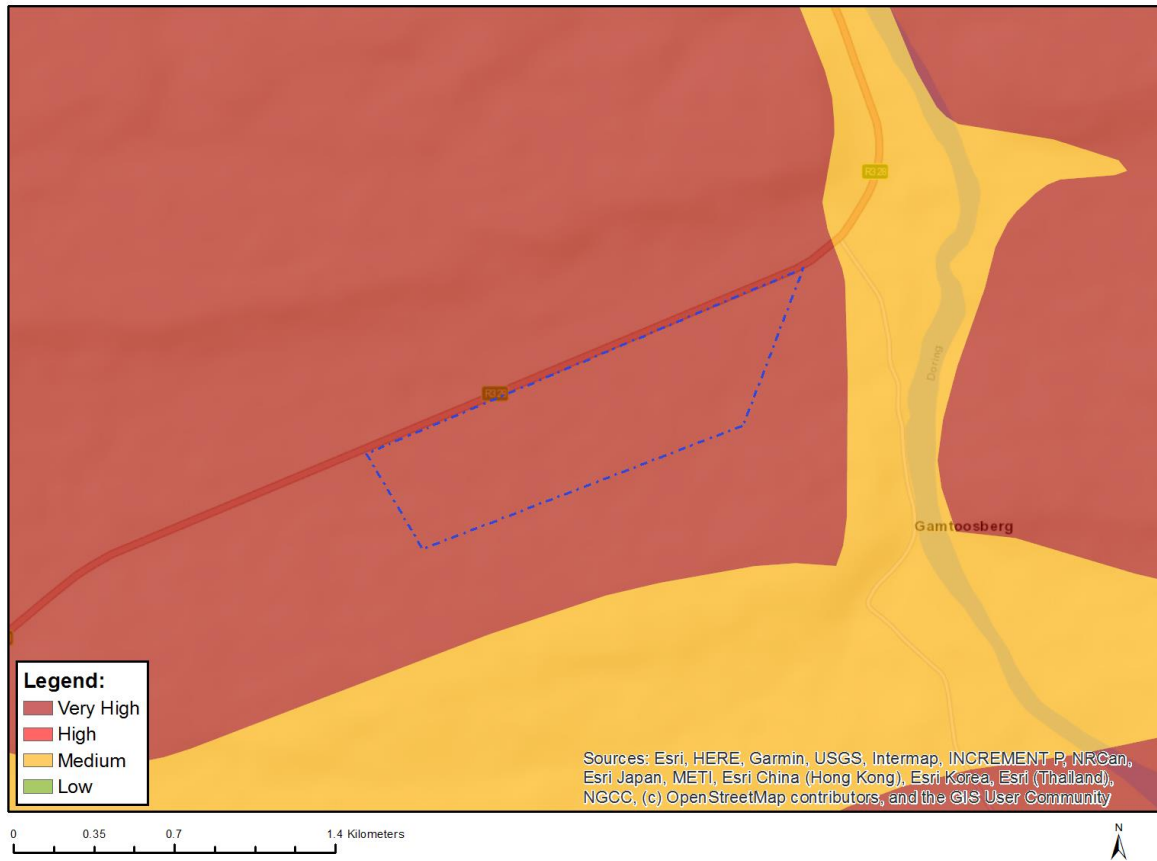 Doring
Gamtoosberg
Legend:
Very High
High
Medium
Low
Sources: Esri, HERE, Garmin, USGS, Intermap, INCREMENT P, NRCan,
Esri Japan, METI, Esri China (Hong Kong), Esri Korea, Esri (Thailand),
NGCC, (c) OpenStreetMap contributors, and the GIS User Community
0 0.35 0.7 1.4 Kilometers
N